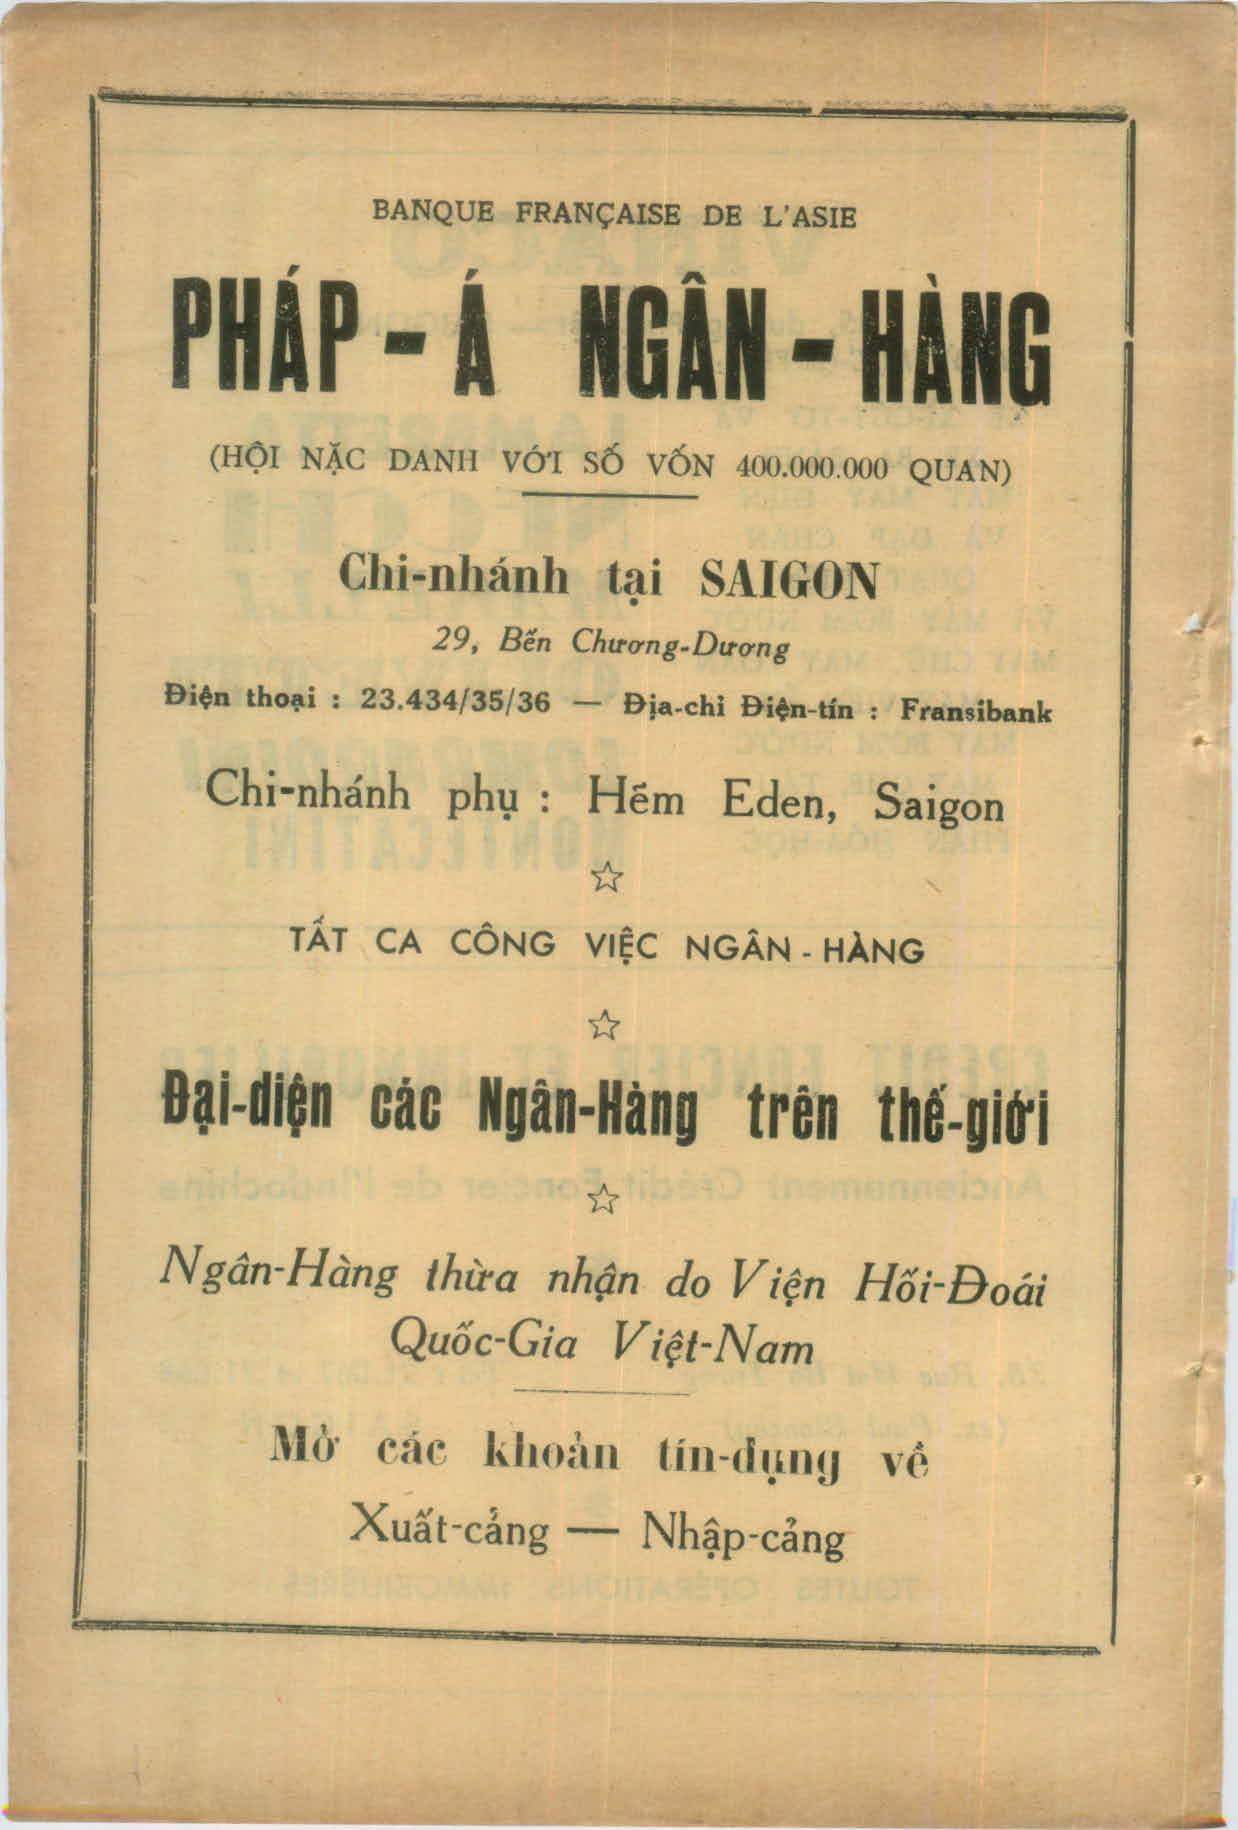 BANQUE FRANÇAISE DE L'ASIE
PHÁP - Á NGÂN - HÀNG
(HỘI NẶC DANH VỚI SỐ VỐN 400.000.000 QUAN)
Chi-nhánh tại SAIGON
29, Bến Chương-Dương
Điện thoại : 23.434/35/36 — Địa-chỉ Điện-tín : Fransibank
Chi-nhánh phụ : Hẻm Eden, Saigon
☆
TẤT CA CÔNG VIỆC NGÂN - HÀNG
☆
Đại-diện các Ngân-Hàng trên thế-giới
☆
Ngân-Hàng thừa nhận do Viện Hối-Đoái
Quốc-Gia Việt-Nam
Mở các khoản tín-dụng về
Xuất-cảng — Nhập-cảng